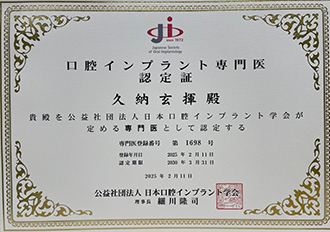 since 1972
Japanese Society
of Oral Implantology
口腔インプラント専門医
認定証
久納玄揮殿
貴殿を公益社団法人日本口腔インプラント学会が
定める専門医として認定する
専門医登録番号 第 1698 号
登録年月日 2025 年 2 月 11 日
認定期限 2030 年 3 月 31 日
2025 年 2 月 11 日
公益社団法人 日本口腔インプラント学会
理事長 細川隆司